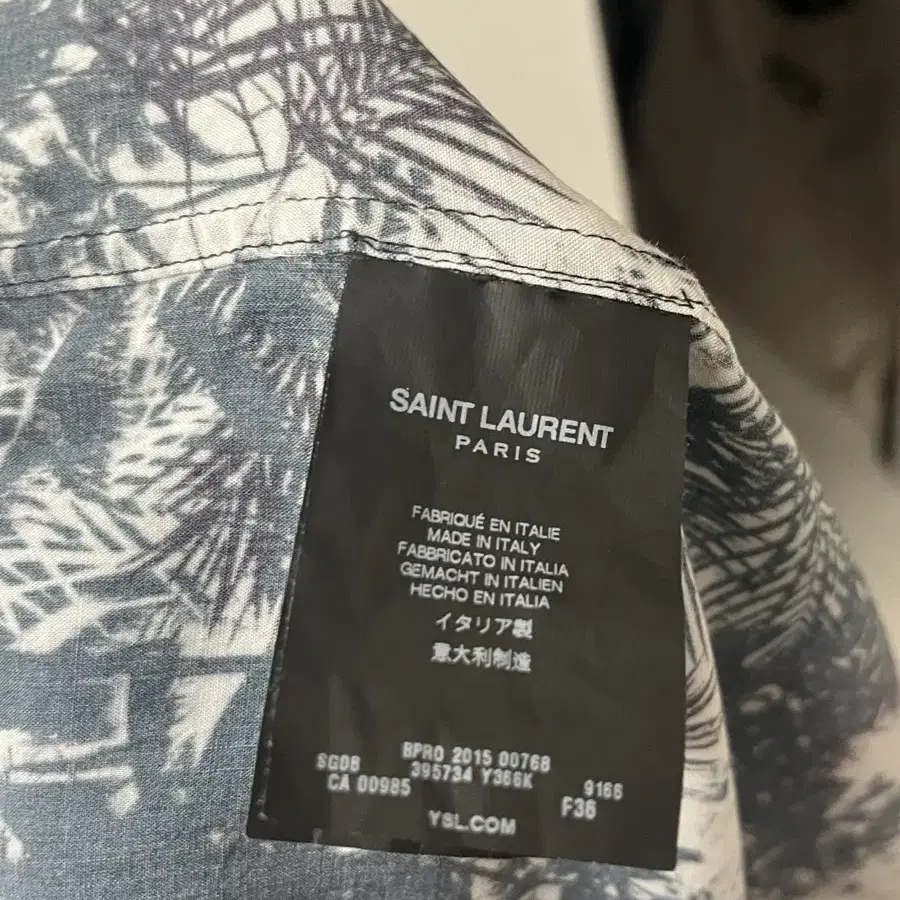 SAINT LAURENT
PARIS
FABRIQUÉ EN ITALIE
MADE IN ITALY
FABBRICATO IN ITALIA
GEMACHT IN ITALIEN
HECHO EN ITALIA
イタリア製
意大利制造
BPRO 2015 00768
SG08 395734 Y366K 9166
CA 00985 F36
YSL.COM